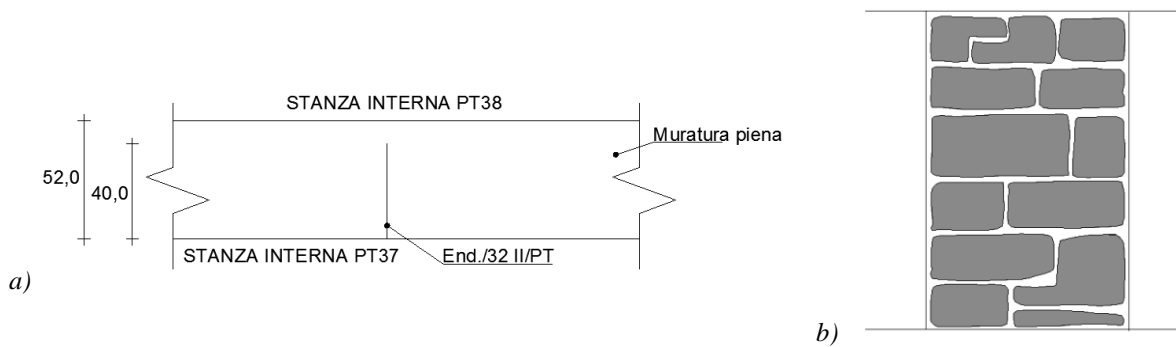 STANZA INTERNA PT38
Muratura piena
52,0
40,0
STANZA INTERNA PT37
End./32 II/PT
a)
b)